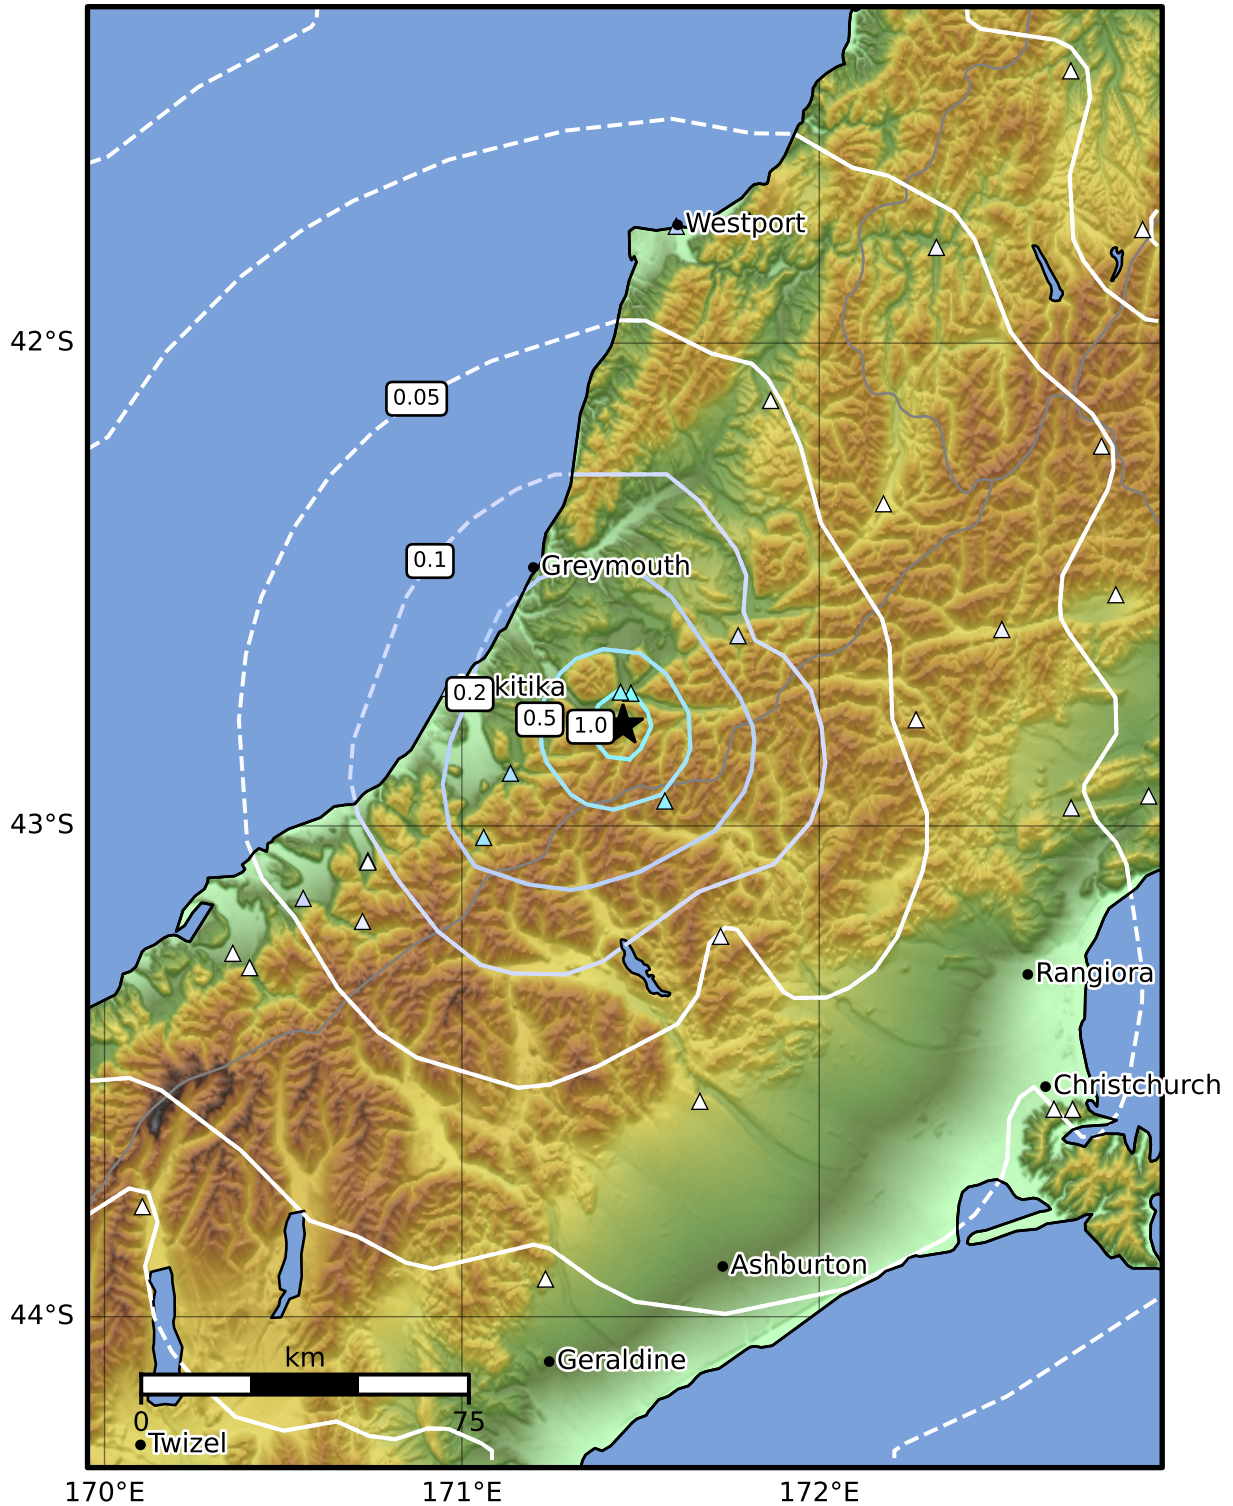 Westport
42°S
0.05
0.1
Greymouth
0.2
kitika
0.5
1.0
43°S
Rangiora
Christchurch
Ashburton
44°S
km
Geraldine
0
75
Twizel
170°E
171°E
172°E